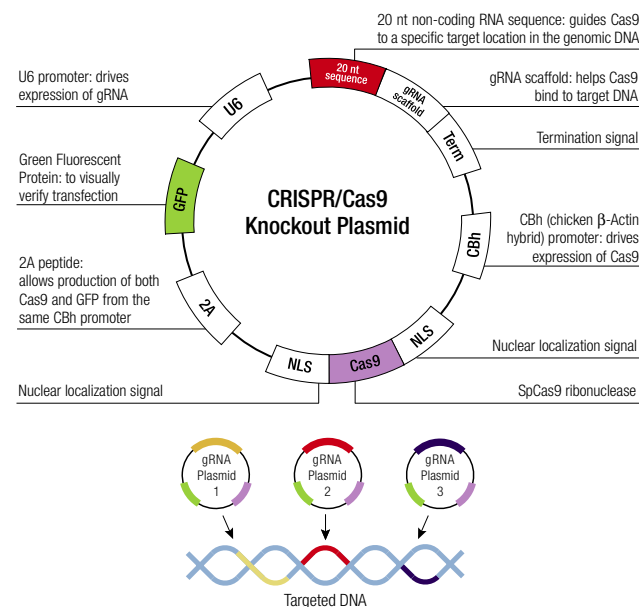 20 nt non-coding RNA sequence: guides Cas9
to a specific target location in the genomic DNA
U6 promoter: drives
expression of gRNA
20 nt
sequence
gRNA
scaffold
gRNA scaffold: helps Cas9
bind to target DNA
U6
Term
Termination signal
Green Fluorescent
Protein: to visually
verify transfection
GFP
CRISPR/Cas9
Knockout Plasmid
CBh
CBh (chicken β-Actin
hybrid) promoter: drives
expression of Cas9
2A peptide:
allows production of both
Cas9 and GFP from the
same CBh promoter
2A
NLS
Cas9
NLS
Nuclear localization signal
Nuclear localization signal
SpCas9 ribonuclease
gRNA
Plasmid
1
gRNA
Plasmid
2
gRNA
Plasmid
3
Targeted DNA